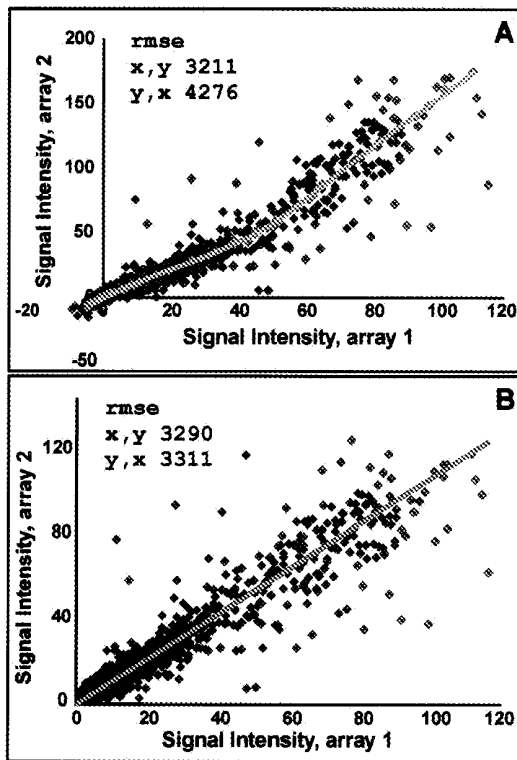 A
rmse
x,y 3211
y,x 4276
Signal Intensity, array 2
200
150
100
50
-50
-20
20
40
60
80
100
120
Signal Intensity, array 1
B
rmse
x,y 3290
y,x 3311
Signal Intensity, array 2
120
80
40
0
0
20
40
60
80
100
120
Signal Intensity, array 1